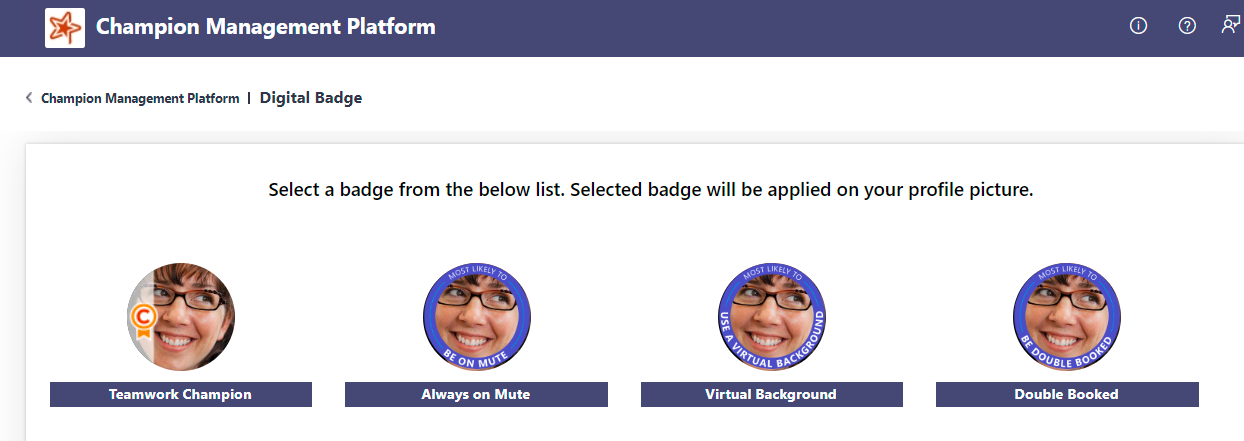 Champion Management Platform
Champion Management Platform | Digital Badge
Select a badge from the below list. Selected badge will be applied on your profile picture.
C
MOST LIKELY TO
BE ON MUTE
MOST LIKELY TO
USE A VIRTUAL BACKGROUND
MOST LIKELY TO
BE DOUBLE BOOKED
Teamwork Champion
Always on Mute
Virtual Background
Double Booked